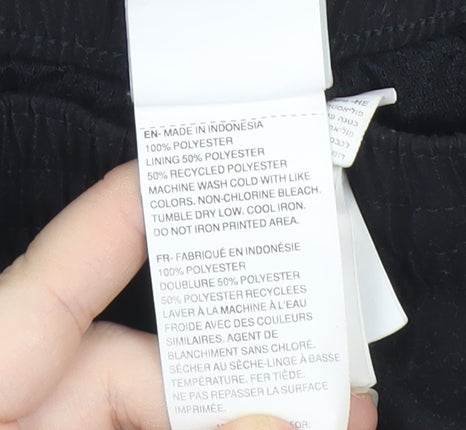 EN- MADE IN INDONESIA
100% POLYESTER
LINING 50% POLYESTER
50% RECYCLED POLYESTER
MACHINE WASH COLD WITH LIKE
COLORS. NON-CHLORINE BLEACH.
TUMBLE DRY LOW. COOL IRON.
DO NOT IRON PRINTED AREA.
FR- FABRIQUÉ EN INDONÉSIE
100% POLYESTER
DOUBLURE 50% POLYESTER
50% POLYESTER RECYCLEES
LAVER À LA MACHINE À L'EAU
FROIDE AVEC DES COULEURS
SIMILAIRES. AGENT DE
BLANCHIMENT SANS CHLORE.
SÉCHER AU SÈCHE-LINGE À BASSE
TEMPÉRATURE. FER TIÈDE.
NE PAS REPASSER LA SURFACE
IMPRIMÉE.
FOR:
HE-